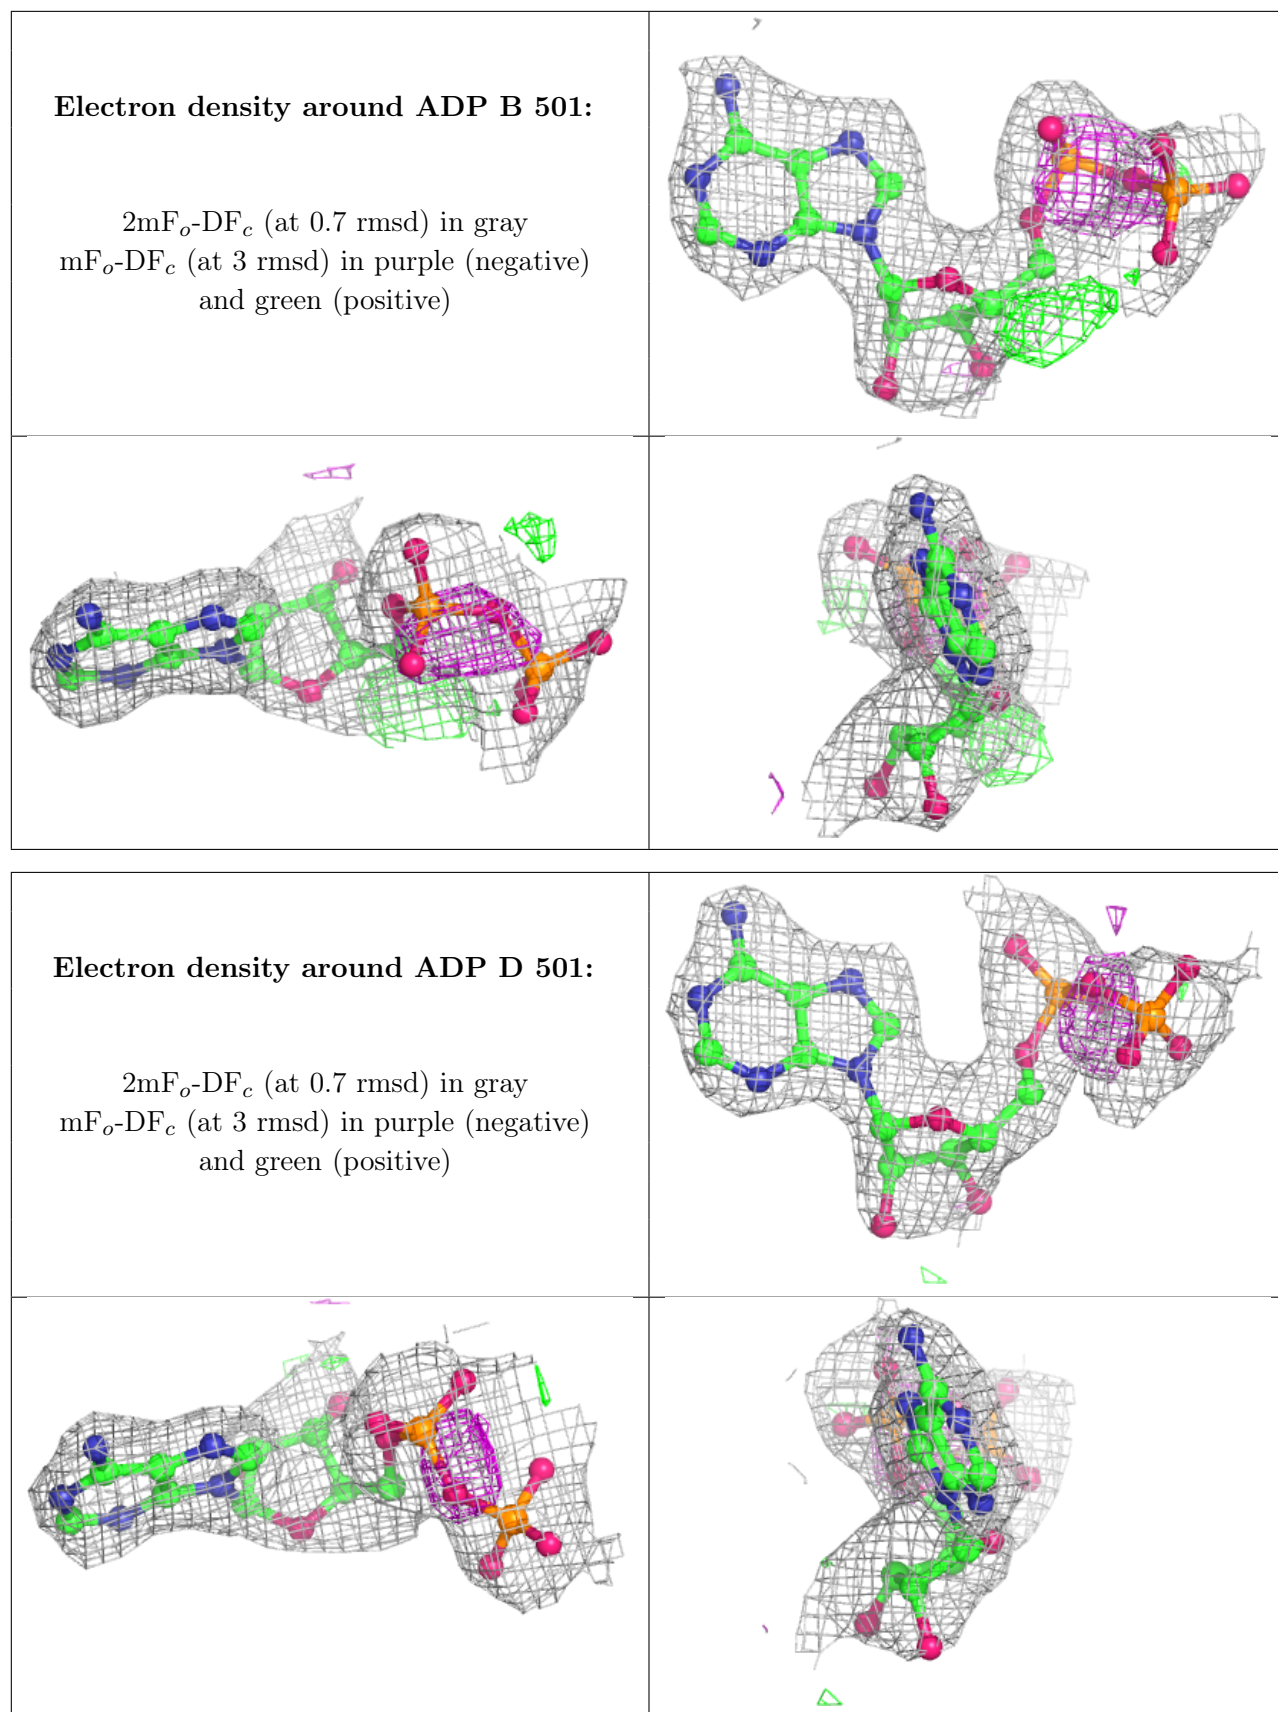 Electron density around ADP B 501:
2mFo-DFc (at 0.7 rmsd) in gray
mFo-DFc (at 3 rmsd) in purple (negative)
and green (positive)
Electron density around ADP D 501:
2mFo-DFc (at 0.7 rmsd) in gray
mFo-DFc (at 3 rmsd) in purple (negative)
and green (positive)